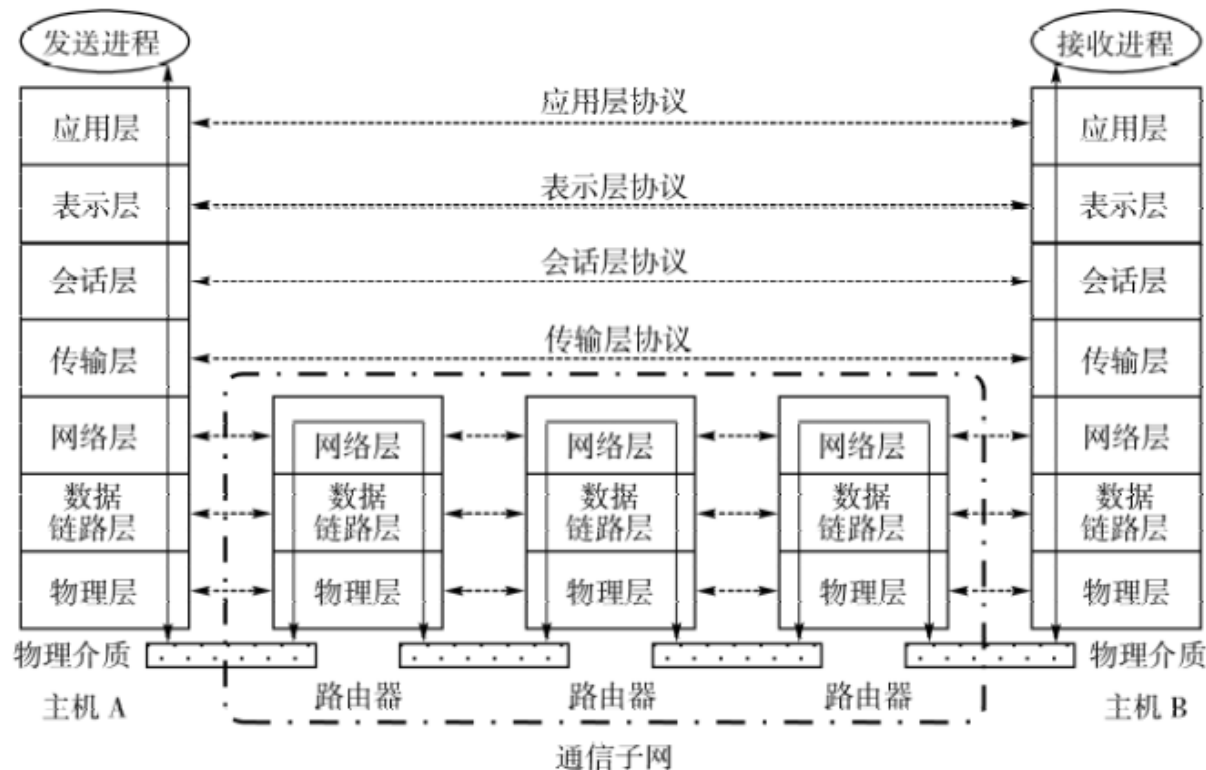 发送进程
接收进程
应用层
应用层协议
应用层
表示层
表示层协议
表示层
会话层
会话层协议
会话层
传输层
传输层协议
传输层
网络层
网络层
网络层
网络层
网络层
数据
链路层
数据
链路层
数据
链路层
数据
链路层
数据
链路层
物理层
物理层
物理层
物理层
物理层
物理介质
物理介质
主机 A
路由器
路由器
路由器
主机 B
通信子网